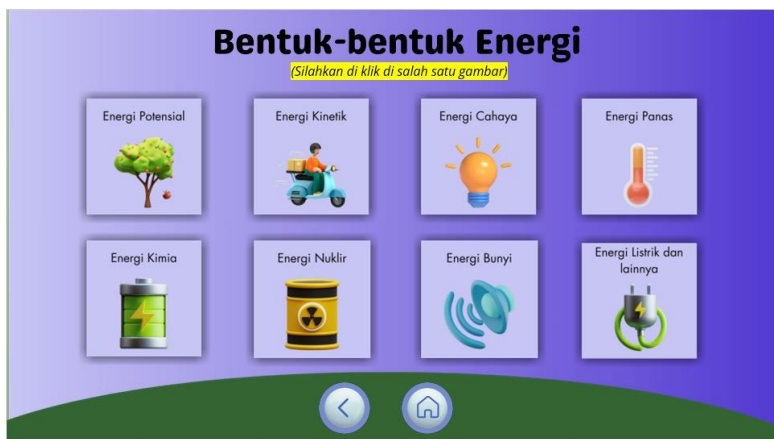 Bentuk-bentuk Energi
(Silahkan di klik di salah satu gambar)
Energi Potensial
Energi Kinetik
Energi Cahaya
Energi Panas
Energi Kimia
Energi Nuklir
Energi Bunyi
Energi Listrik dan
lainnya